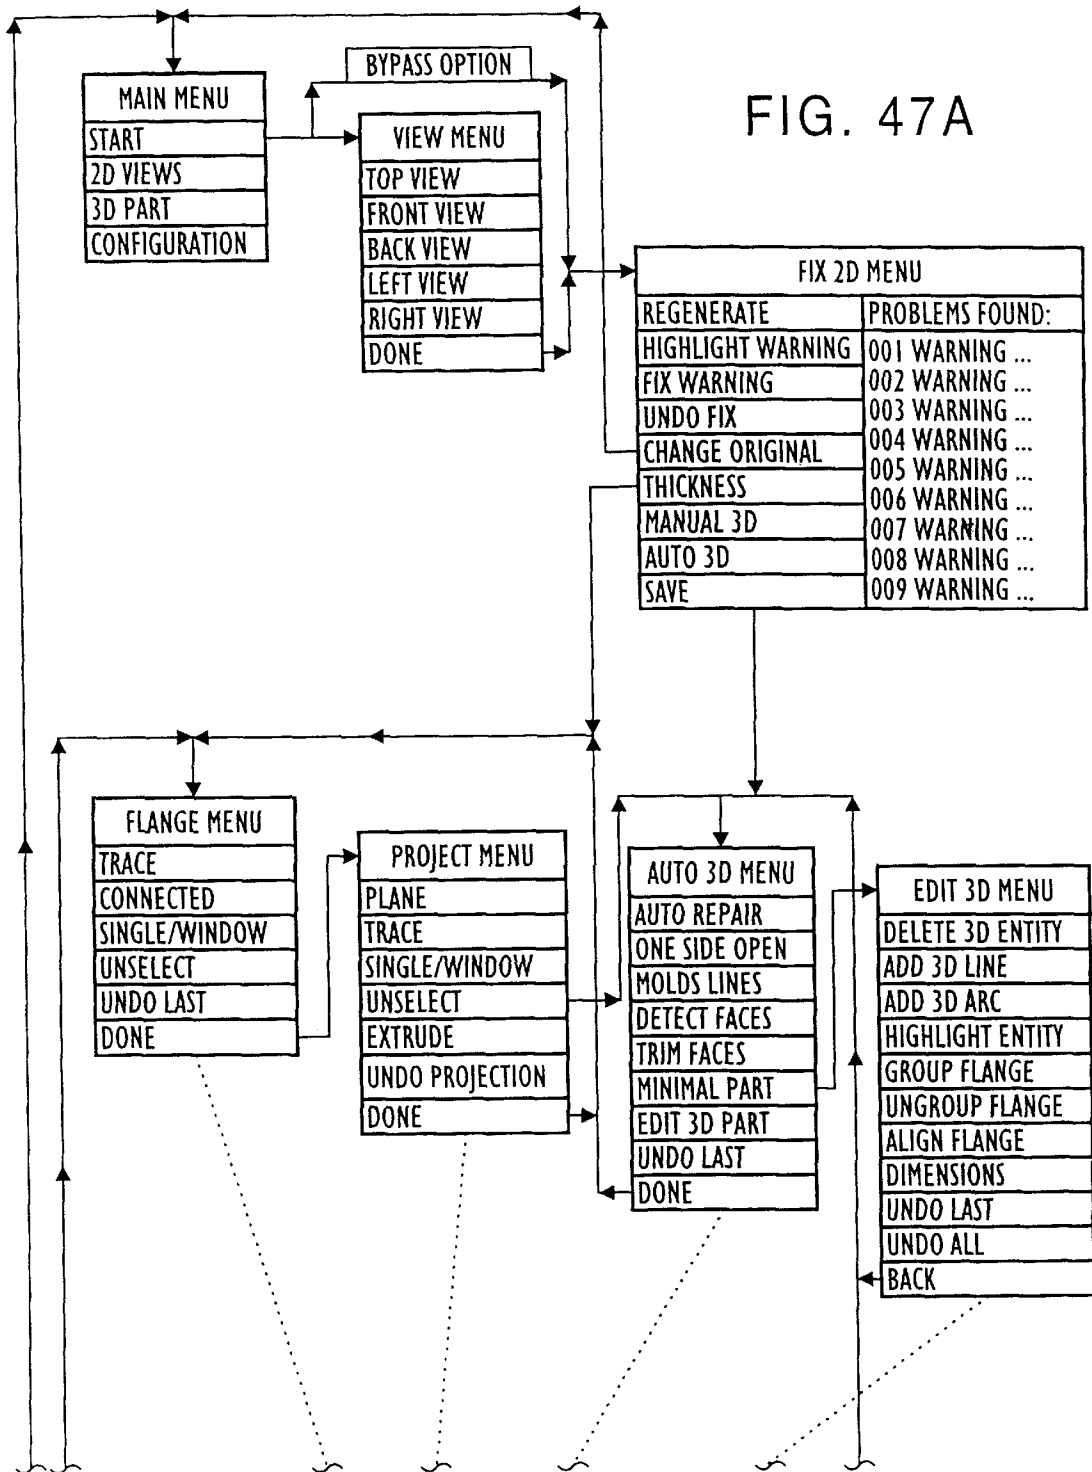 FIG. 47A
BYPASS OPTION
MAIN MENU
START
2D VIEWS
3D PART
CONFIGURATION
VIEW MENU
TOP VIEW
FRONT VIEW
BACK VIEW
LEFT VIEW
RIGHT VIEW
DONE
FIX 2D MENU
REGENERATE
HIGHLIGHT WARNING
FIX WARNING
UNDO FIX
CHANGE ORIGINAL
THICKNESS
MANUAL 3D
AUTO 3D
SAVE
PROBLEMS FOUND:
001 WARNING ...
002 WARNING ...
003 WARNING ...
004 WARNING ...
005 WARNING ...
006 WARNING ...
007 WARNING ...
008 WARNING ...
009 WARNING ...
FLANGE MENU
TRACE
CONNECTED
SINGLE/WINDOW
UNSELECT
UNDO LAST
DONE
PROJECT MENU
PLANE
TRACE
SINGLE/WINDOW
UNSELECT
EXTRUDE
UNDO PROJECTION
DONE
AUTO 3D MENU
AUTO REPAIR
ONE SIDE OPEN
MOLDS LINES
DETECT FACES
TRIM FACES
MINIMAL PART
EDIT 3D PART
UNDO LAST
DONE
EDIT 3D MENU
DELETE 3D ENTITY
ADD 3D LINE
ADD 3D ARC
HIGHLIGHT ENTITY
GROUP FLANGE
UNGROUP FLANGE
ALIGN FLANGE
DIMENSIONS
UNDO LAST
UNDO ALL
BACK